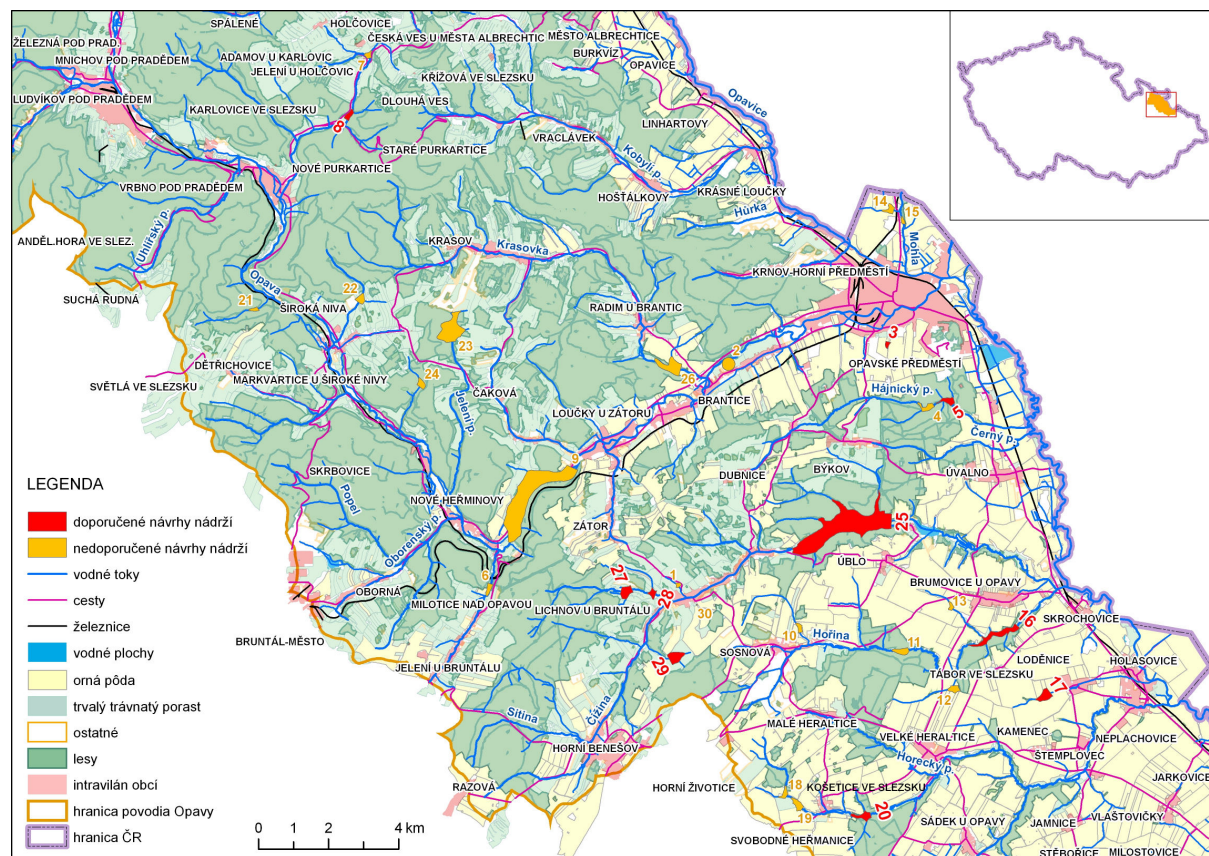 SPÁLENÉ
HOLČOVICE
ŽELEZNÁ POD PRAD.
ČESKÁ VES U MĚSTA ALBRECHTIC
MĚSTO ALBRECHTICE
MNICHOV POD PRADĚDEM
ADAMOV U KARLOVIC
BURKVÍZ
JELENÍ U HOLČOVIC
7
OPAVICE
KŘÍŽOVÁ VE SLEZSKU
LUDVÍKOV POD PRADĚDEM
KARLOVICE VE SLEZSKU
DLOUHÁ VES
Opavice
8
LINHARTOVY
VRACLÁVEK
STARÉ PURKARTICE
Kobylí p.
NOVÉ PURKARTICE
VRBNO POD PRADĚDEM
HOŠŤÁLKOVY
KRÁSNÉ LOUČKY
Hůrka
14
15
Uhlířský p.
ANDĚL.HORA VE SLEZ.
KRASOV
Krasovka
Mohla
Opava
KRNOV-HORNÍ PŘEDMĚSTÍ
SUCHÁ RUDNÁ
21
22
ŠIROKÁ NIVA
RADIM U BRANTIC
3
23
2
OPAVSKÉ PŘEDMĚSTÍ
DĚTŘICHOVICE
26
SVĚTLÁ VE SLEZSKU
MARKVARTICE U ŠIROKÉ NIVY
24
ČAKOVÁ
BRANTICE
Hájnický p.
4
5
Jelení p.
LOUČKY U ZÁTORU
Černý p.
SKRBOVICE
9
DUBNICE
BÝKOV
ÚVALNO
LEGENDA
Popel
NOVÉ HEŘMINOVY
doporučené návrhy nádrží
Oborenský p.
ZÁTOR
25
nedoporučené návrhy nádrží
ÚBLO
vodné toky
6
27
1
BRUMOVICE U OPAVY
OBORNÁ
MILOTICE NAD OPAVOU
LICHNOV U BRUNTÁLU
28
cesty
30
13
16
SKROCHOVICE
železnice
BRUNTÁL-MĚSTO
10
Hořina
11
vodné plochy
SOSNOVÁ
29
LODĚNICE
HOLASOVICE
orná pôda
JELENÍ U BRUNTÁLU
TÁBOR VE SLEZSKU
17
12
trvalý trávnatý porast
Sitina
Čižina
MALÉ HERALTICE
ostatné
KAMENEC
NEPLACHOVICE
VELKÉ HERALTICE
lesy
HORNÍ BENEŠOV
ŠTEMPLOVEC
Horecký p.
intravilán obcí
RAZOVÁ
HORNÍ ŽIVOTICE
18
KOŠETICE VE SLEZSKU
JARKOVICE
hranica povodia Opavy
19
20
VLAŠTOVIČKY
0 1 2 4 km
SÁDEK U OPAVY
JAMNICE
hranica ČR
SVOBODNÉ HEŘMANICE
STĚBOŘICE
MILOSTOVICE